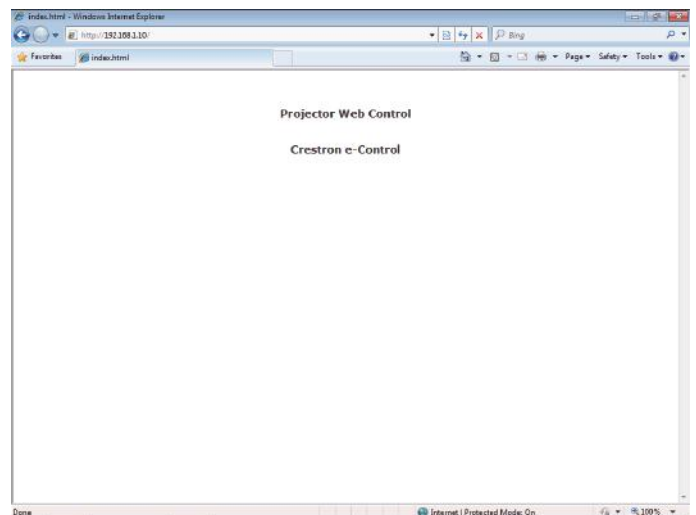 index.html - Windows Internet Explorer
http://192.168.1.10/
Bing
Favorites index.html Page Safety Tools
Projector Web Control
Crestron e-Control
Done Internet | Protected Mode: On 100%